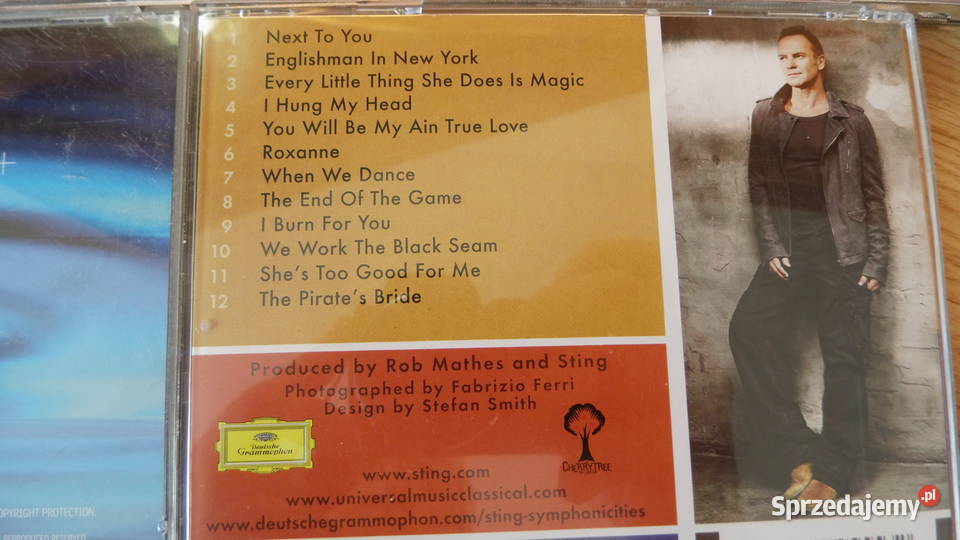 1 Next To You
2 Englishman In New York
3 Every Little Thing She Does Is Magic
4 I Hung My Head
5 You Will Be My Ain True Love
6 Roxanne
7 When We Dance
8 The End Of The Game
9 I Burn For You
10 We Work The Black Seam
11 She's Too Good For Me
12 The Pirate's Bride
Produced by Rob Mathes and Sting
Photographed by Fabrizio Ferri
Design by Stefan Smith
Deutsche
Grammophon
CHERRYTREE
www.sting.com
www.universalmusicclassical.com
www.deutschegrammophon.com/sting-symphonicities
COPYRIGHT PROTECTION.
REPRODUCED RESERVED
Sprzedajemy.pl